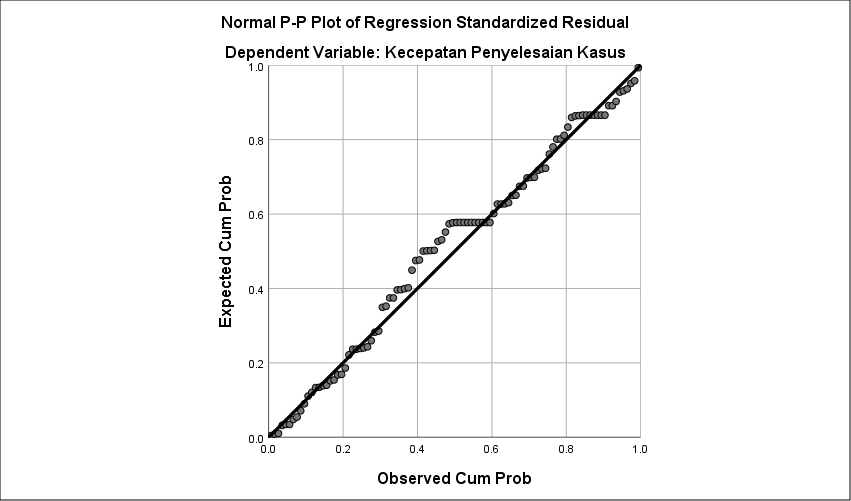 Normal P-P Plot of Regression Standardized Residual
Dependent Variable: Kecepatan Penyelesaian Kasus
1.0
0.8
0.6
0.4
0.2
0.0
Expected Cum Prob
0.0 0.2 0.4 0.6 0.8 1.0
Observed Cum Prob